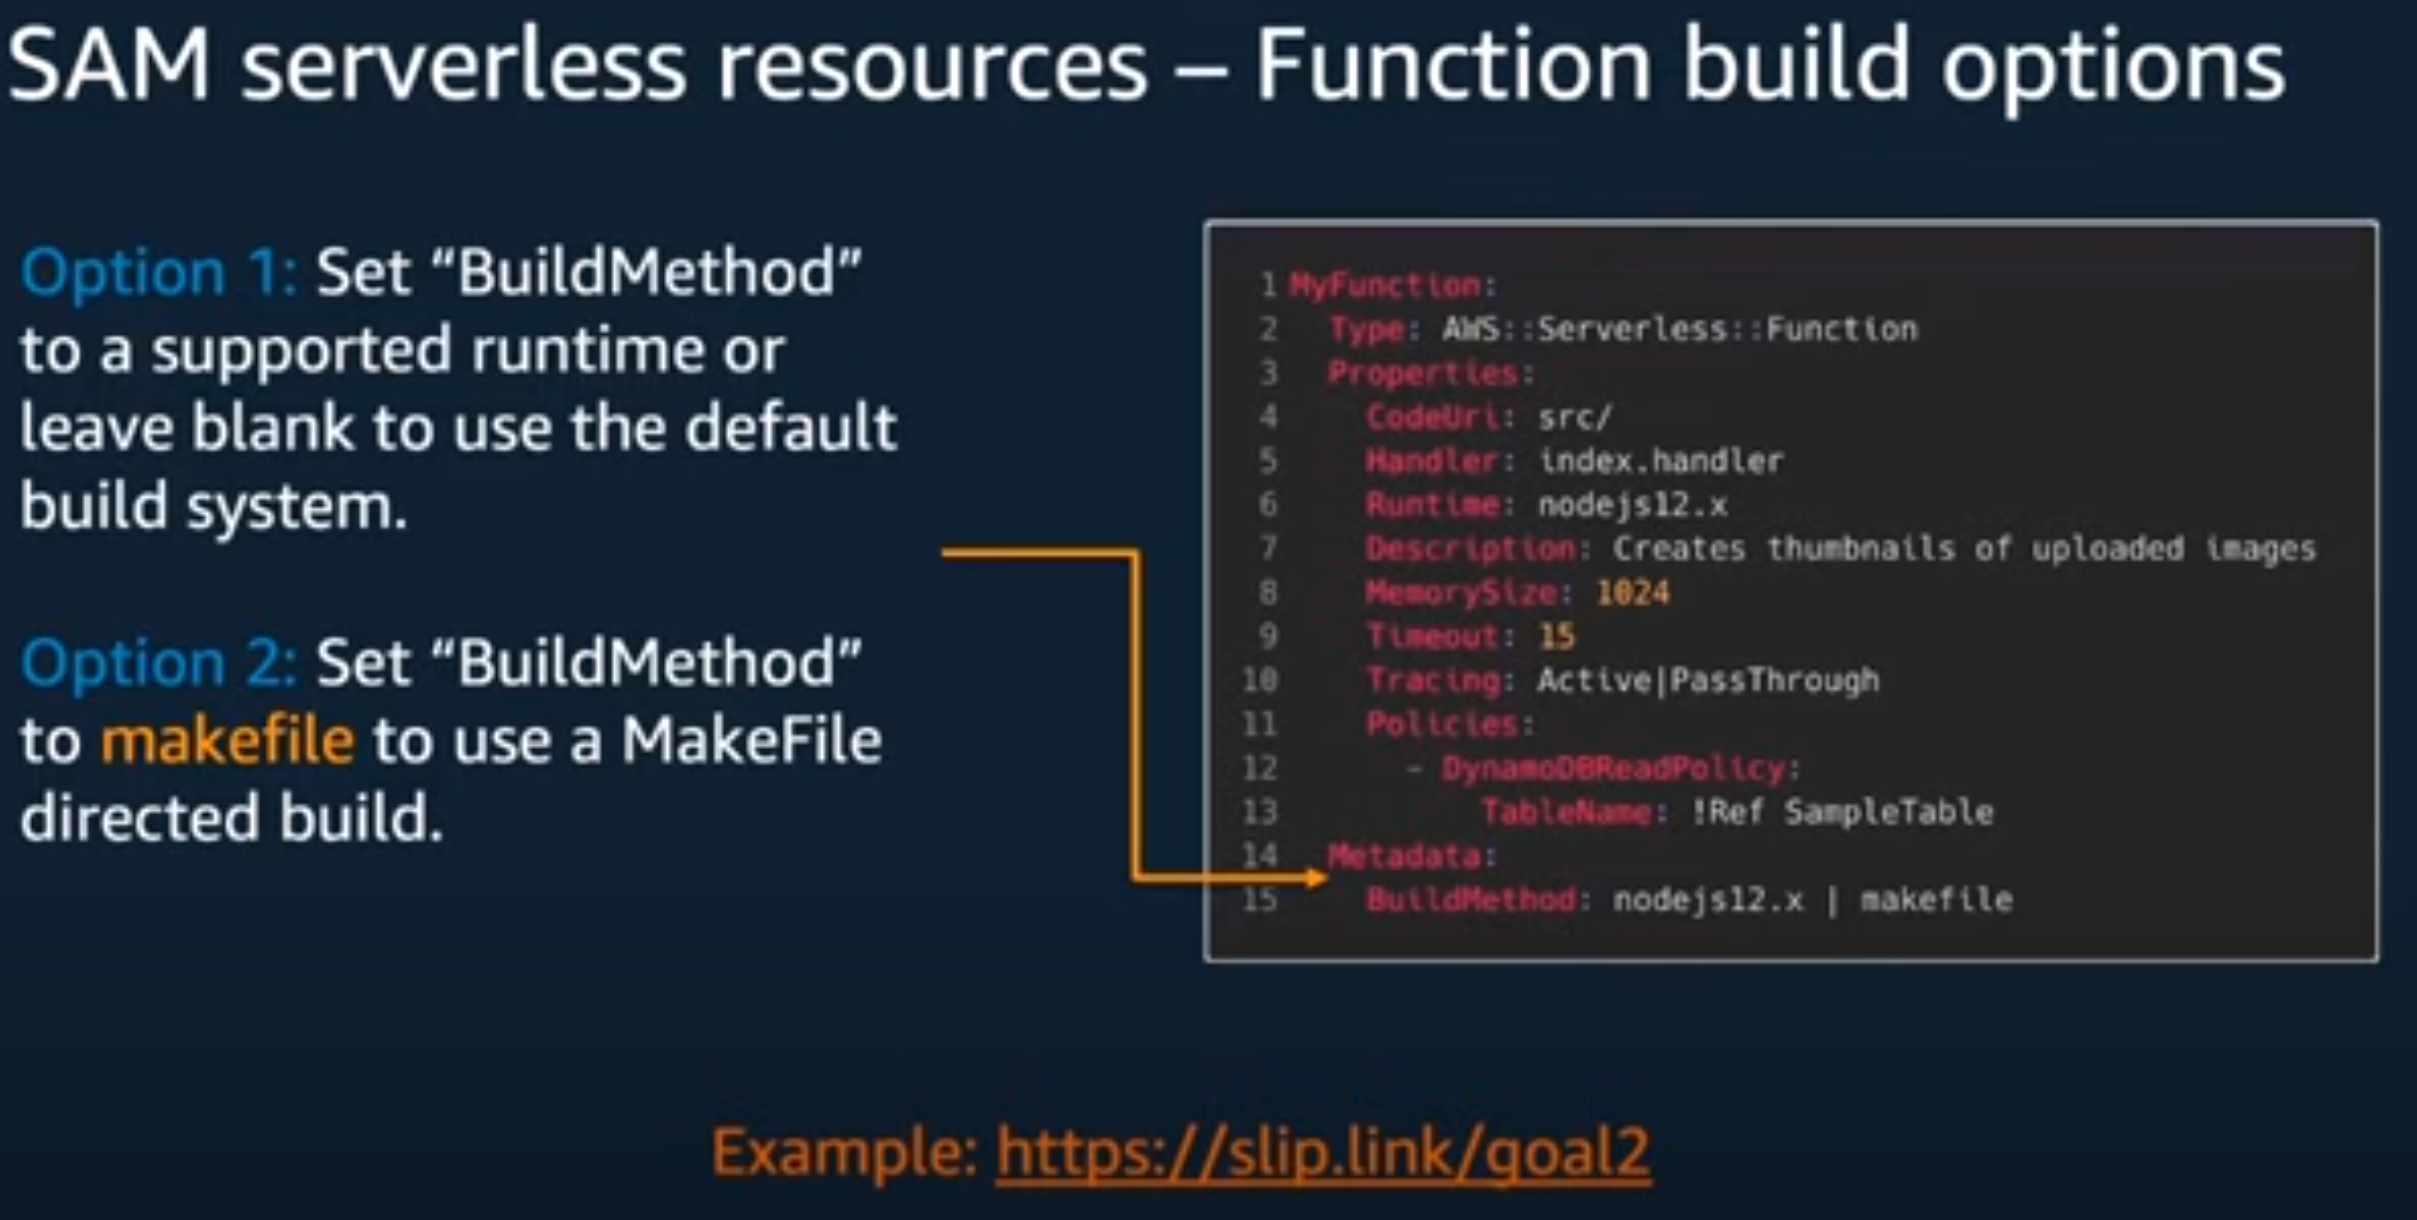 SAM serverless resources – Function build options
Option 1: Set “BuildMethod”
to a supported runtime or
leave blank to use the default
build system.
Option 2: Set “BuildMethod”
to makefile to use a MakeFile
directed build.
1 MyFunction:
2   Type: AWS::Serverless::Function
3   Properties:
4     CodeUri: src/
5     Handler: index.handler
6     Runtime: nodejs12.x
7     Description: Creates thumbnails of uploaded images
8     MemorySize: 1024
9     Timeout: 15
10     Tracing: Active|PassThrough
11     Policies:
12       - DynamoDBReadPolicy:
13           TableName: !Ref SampleTable
14   Metadata:
15     BuildMethod: nodejs12.x | makefile
Example: https://slip.link/goal2